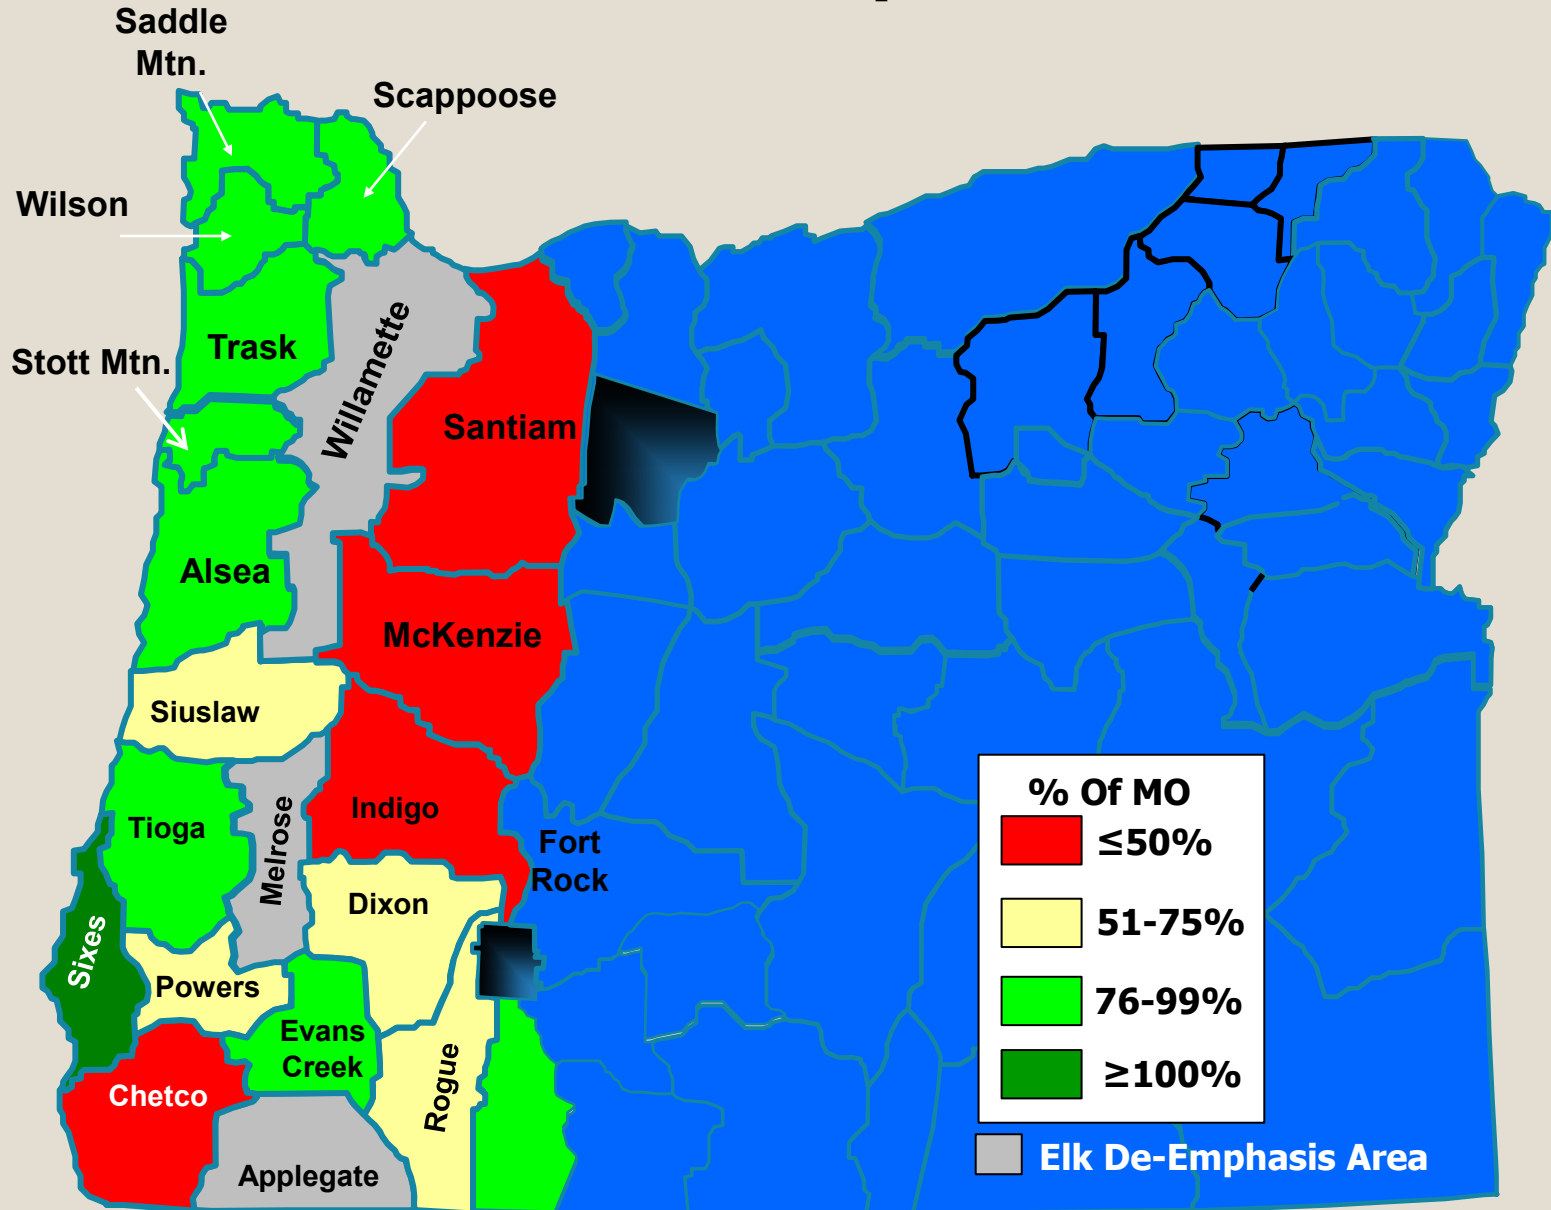 Saddle
Mtn.
Scappoose
Wilson
Trask
Stott Mtn.
Willamette
Santiam
Alsea
McKenzie
Siuslaw
Tioga
Melrose
Indigo
Fort
Rock
Dixon
Sixes
Powers
Evans
Creek
Rogue
Chetco
Applegate
% Of MO
≤50%
51-75%
76-99%
≥100%
Elk De-Emphasis Area